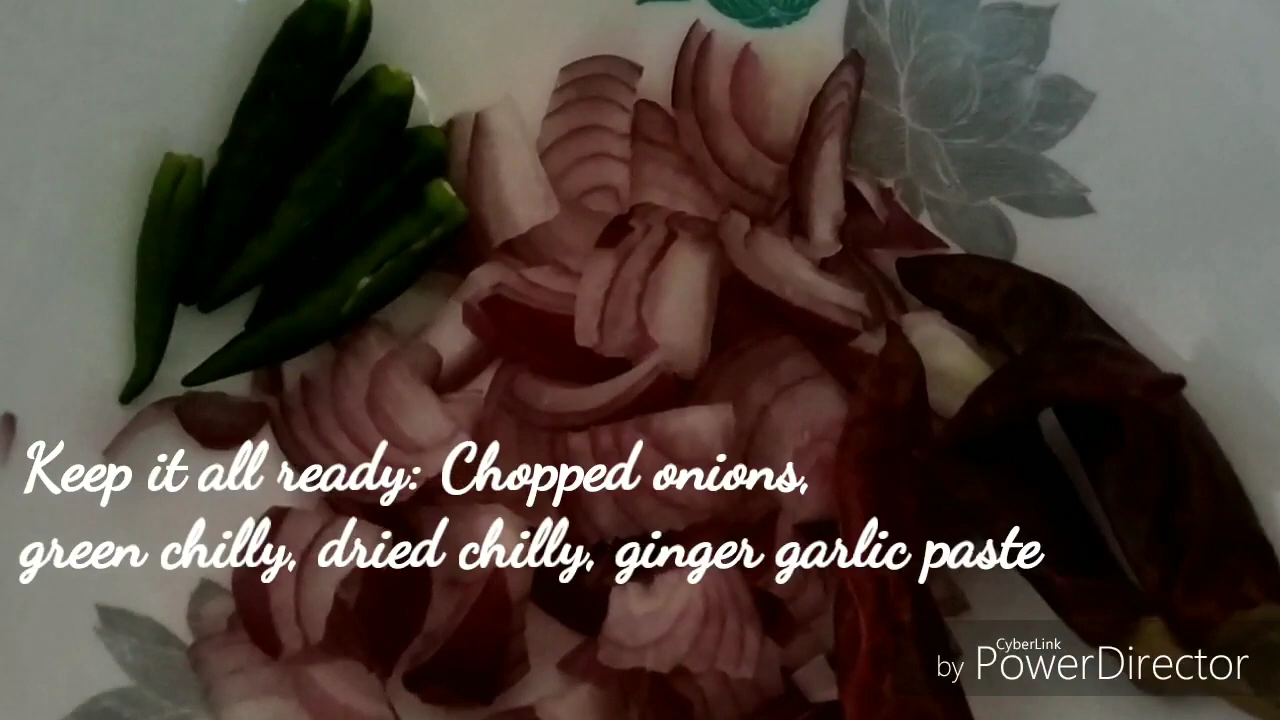 Keep it all ready: Chopped onions,
green chilly, dried chilly, ginger garlic paste
by CyberLink PowerDirector